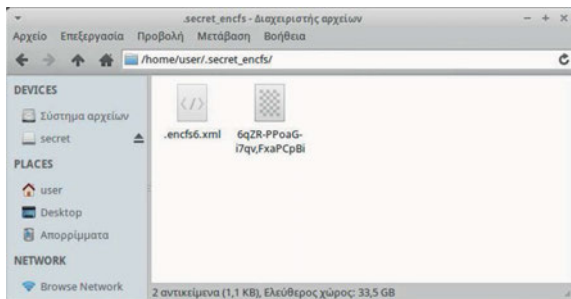 .secret_encfs - Διαχειριστής αρχείων
Αρχείο Επεξεργασία Προβολή Μετάβαση Βοήθεια
/home/user/.secret_encfs/
DEVICES
Σύστημα αρχείων
secret
PLACES
user
Desktop
Απορρίμματα
NETWORK
Browse Network
.encfs6.xml
6qZR-PPoaG-
i7qv,FxaPCpBi
2 αντικείμενα (1,1 KB), Ελεύθερος χώρος: 33,5 GB